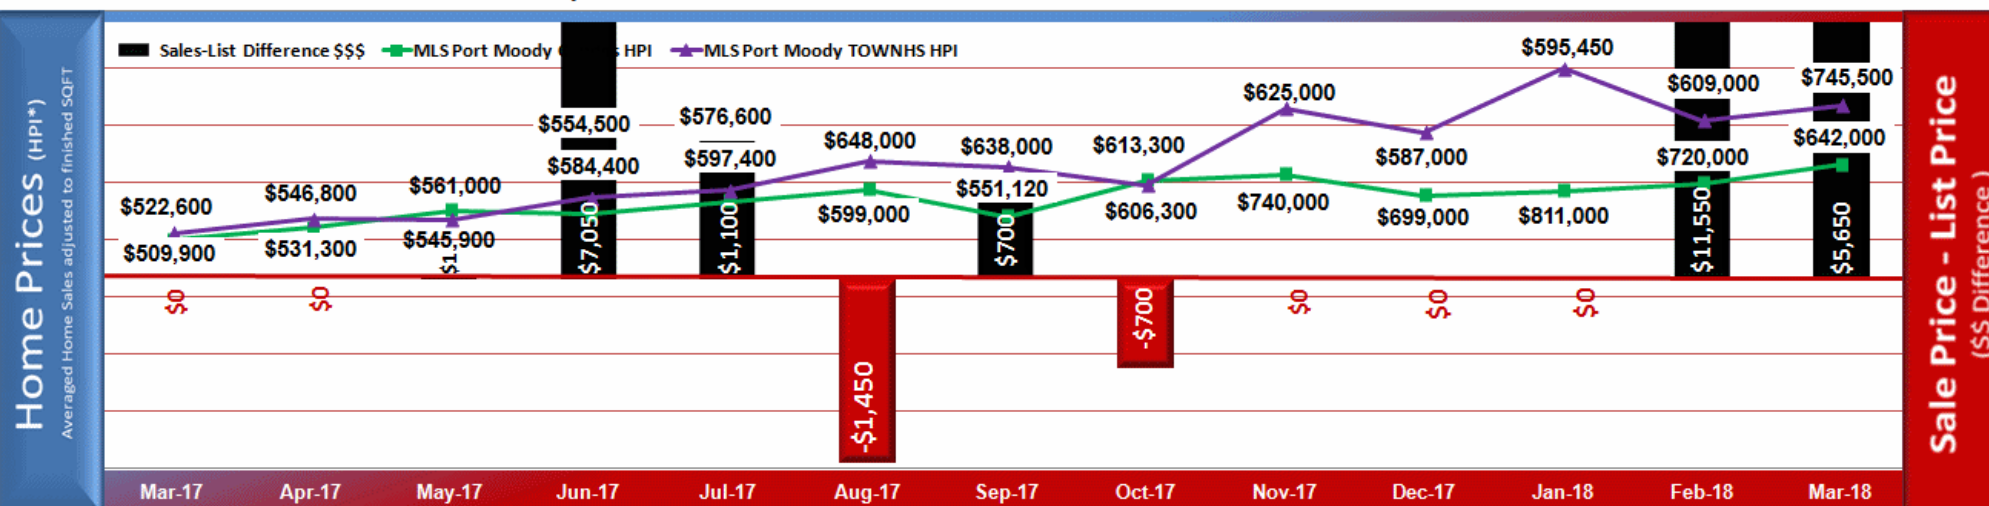 Home Prices (HPI*)
Averaged Home Sales adjusted to finished SQFT
Sales-List Difference $$$
MLS Port Moody HPI
MLS Port Moody TOWNHS HPI
$522,600
$546,800
$561,000
$554,500
$584,400
$576,600
$597,400
$648,000
$638,000
$551,120
$613,300
$625,000
$587,000
$595,450
$609,000
$720,000
$745,500
$642,000
$509,900
$531,300
$545,900
$599,000
$606,300
$740,000
$699,000
$811,000
$0
$0
$1
$7,050
$1,100
-$1,450
$700
-$700
$0
$0
$0
$11,550
$5,650
Mar-17
Apr-17
May-17
Jun-17
Jul-17
Aug-17
Sep-17
Oct-17
Nov-17
Dec-17
Jan-18
Feb-18
Mar-18
Sale Price - List Price
($$ Difference )